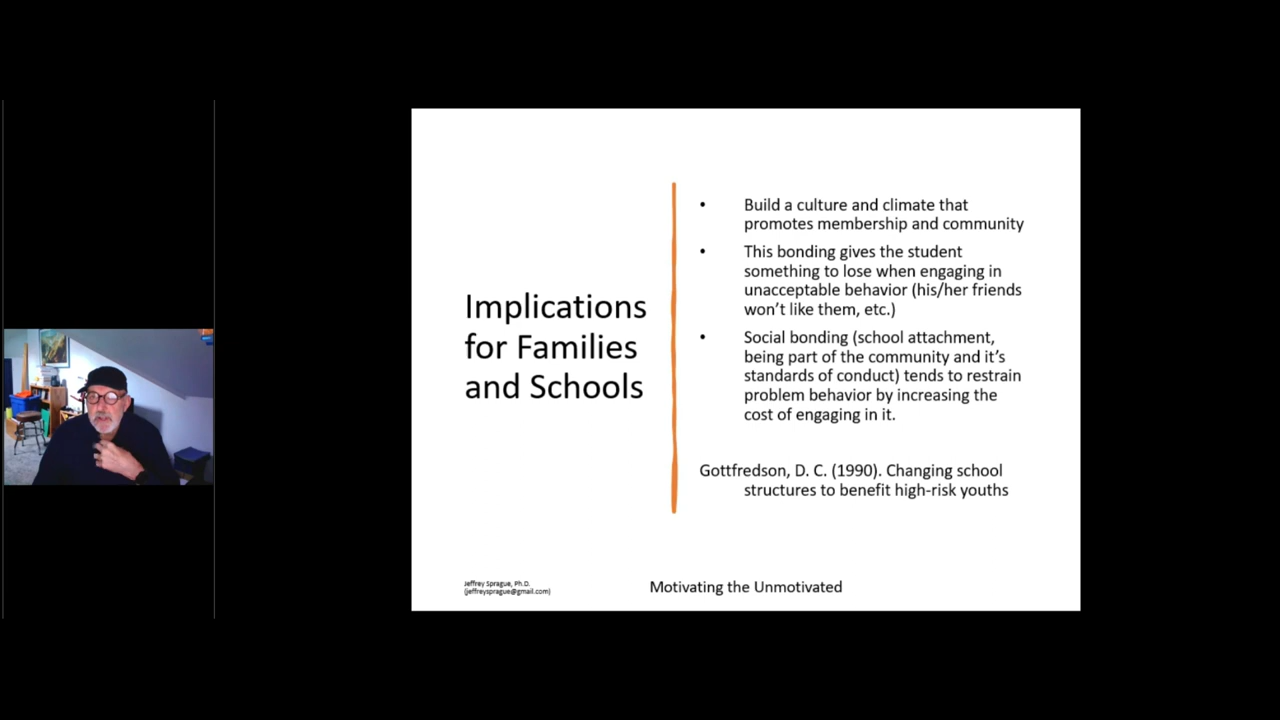 Implications
for Families
and Schools
• Build a culture and climate that
promotes membership and community
• This bonding gives the student
something to lose when engaging in
unacceptable behavior (his/her friends
won’t like them, etc.)
• Social bonding (school attachment,
being part of the community and it’s
standards of conduct) tends to restrain
problem behavior by increasing the
cost of engaging in it.
Gottfredson, D. C. (1990). Changing school
structures to benefit high-risk youths
Jeffrey Sprague, Ph.D.
(jeffreysprague@gmail.com)
Motivating the Unmotivated